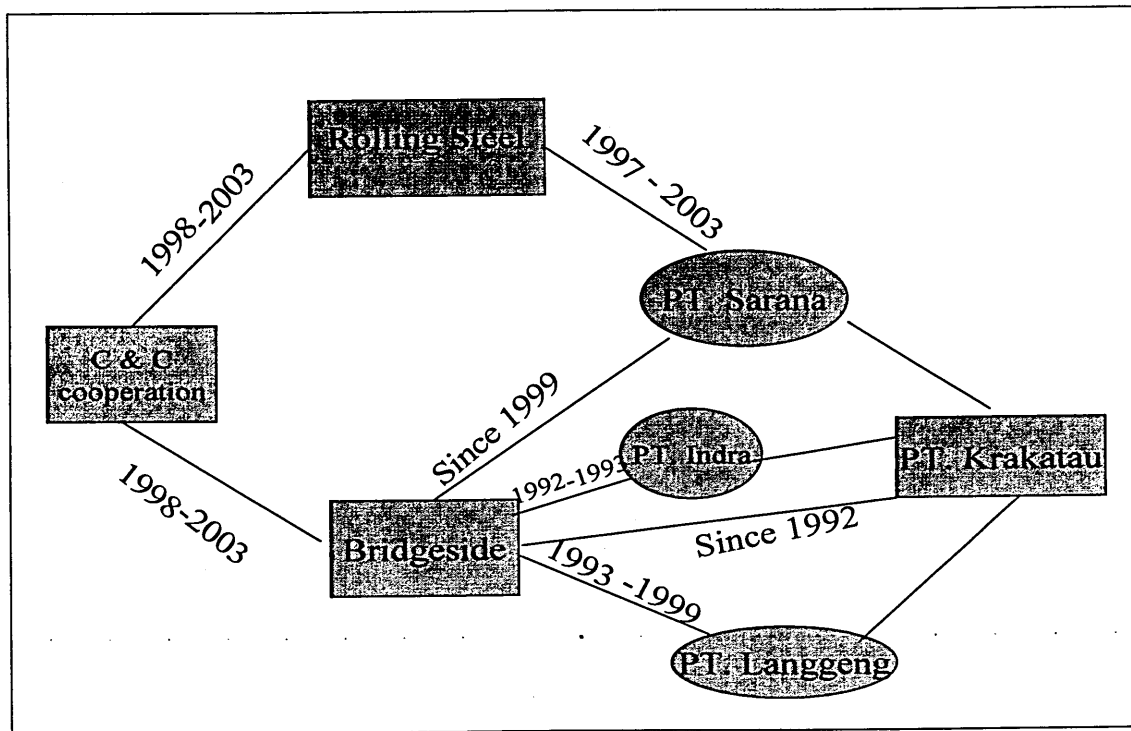 Rolling Steel
1997 - 2003
1998-2003
PT. Sarana
C & C
cooperation
Since 1999
PT. Indra
PT. Krakatau
1992-1993
Since 1992
Bridgeside
1998-2003
1993 -1999
PT. Langgeng